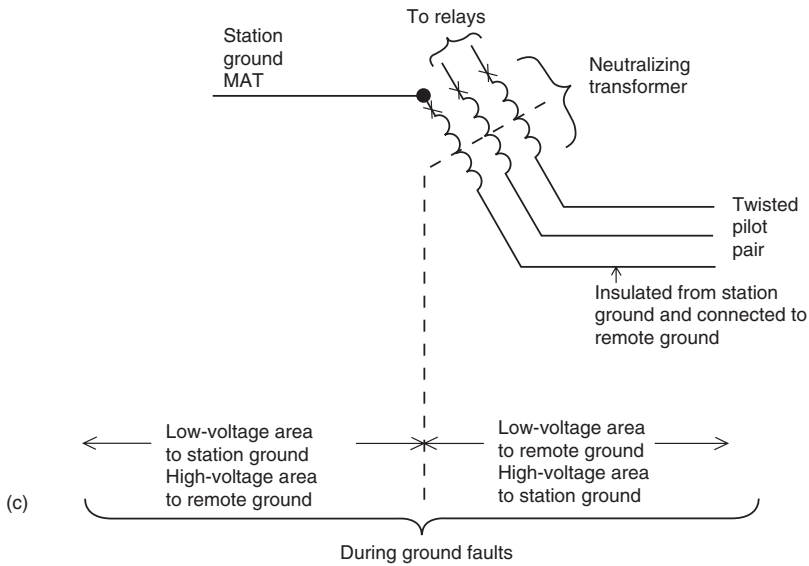 To relays
Station
ground
MAT
Neutralizing
transformer
Twisted
pilot
pair
Insulated from station
ground and connected to
remote ground
Low-voltage area
to station ground
High-voltage area
to remote ground
Low-voltage area
to remote ground
High-voltage area
to station ground
(c)
During ground faults